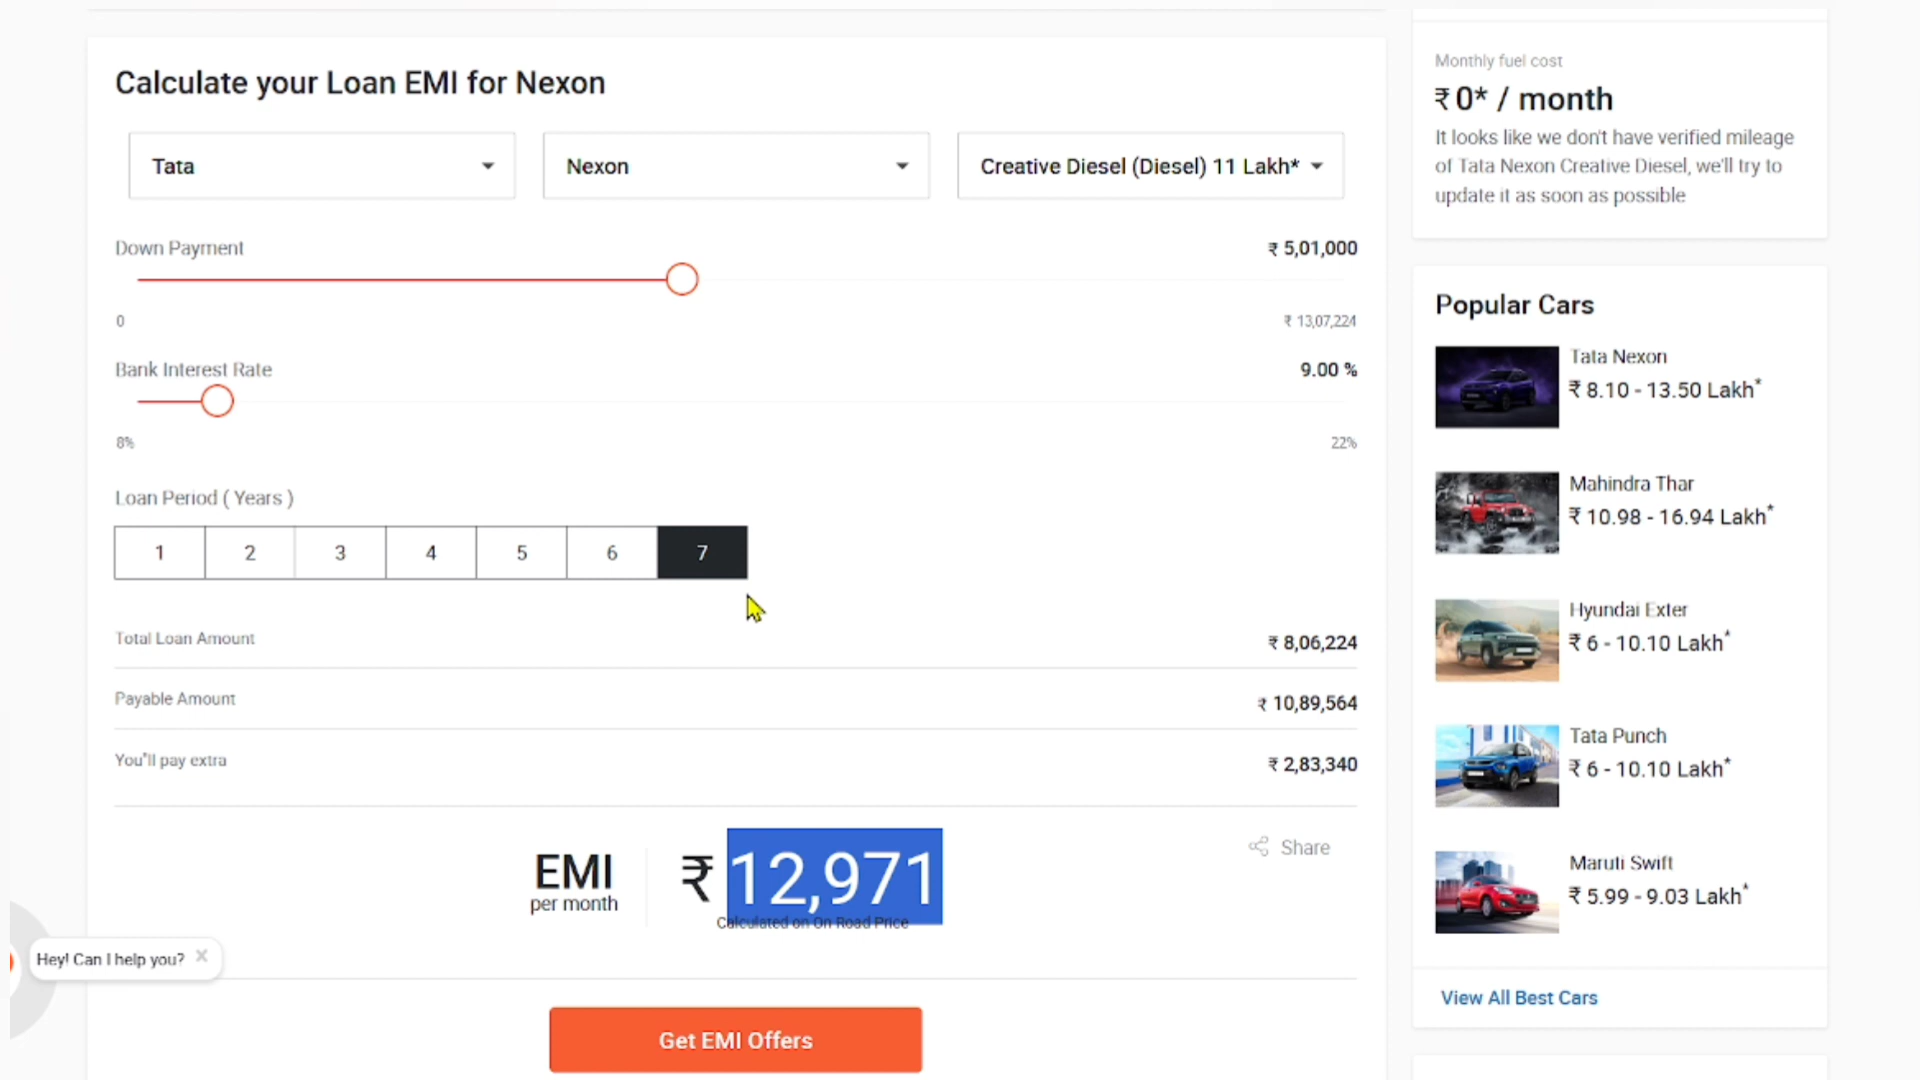 Calculate your Loan EMI for Nexon
Tata
Nexon
Creative Diesel (Diesel) 11 Lakh*
Down Payment
₹ 5,01,000
0
₹ 13,07,224
Bank Interest Rate
9.00 %
8%
22%
Loan Period ( Years )
1 2 3 4 5 6 7
Total Loan Amount
₹ 8,06,224
Payable Amount
₹ 10,89,564
You"ll pay extra
₹ 2,83,340
EMI
per month
₹ 12,971
Calculated on On Road Price
Share
Hey! Can I help you? ×
Get EMI Offers
Monthly fuel cost
₹ 0* / month
It looks like we don't have verified mileage
of Tata Nexon Creative Diesel, we'll try to
update it as soon as possible
Popular Cars
Tata Nexon
₹ 8.10 - 13.50 Lakh*
Mahindra Thar
₹ 10.98 - 16.94 Lakh*
Hyundai Exter
₹ 6 - 10.10 Lakh*
Tata Punch
₹ 6 - 10.10 Lakh*
Maruti Swift
₹ 5.99 - 9.03 Lakh*
View All Best Cars